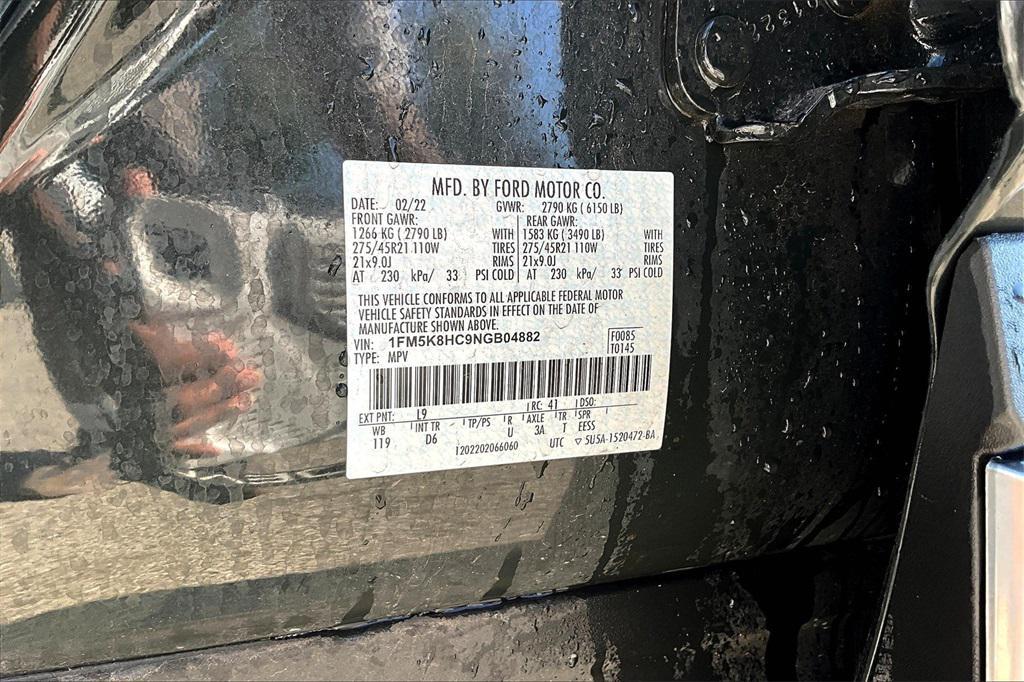 MFD. BY FORD MOTOR CO.
DATE: 02/22 GVWR: 2790 KG (6150 LB)
FRONT GAWR: REAR GAWR:
1266 KG (2790 LB) WITH 1583 KG (3490 LB) WITH
275/45R21 110W TIRES 275/45R21 110W TIRES
21x9.0J RIMS 21x9.0J RIMS
AT 230 kPa/ 33 PSI COLD AT 230 kPa/ 33 PSI COLD
THIS VEHICLE CONFORMS TO ALL APPLICABLE FEDERAL MOTOR
VEHICLE SAFETY STANDARDS IN EFFECT ON THE DATE OF
MANUFACTURE SHOWN ABOVE.
VIN: 1FM5K8HC9NGB04882 F0085
TYPE: MPV T0145
EXT PNT: L9 RC: 41 DSO:
WB INT TR TP/PS R AXLE TR SPR
119 D6 U 3A T EESS
1202202066060 UTC ▽ SU5A-1520472-BA